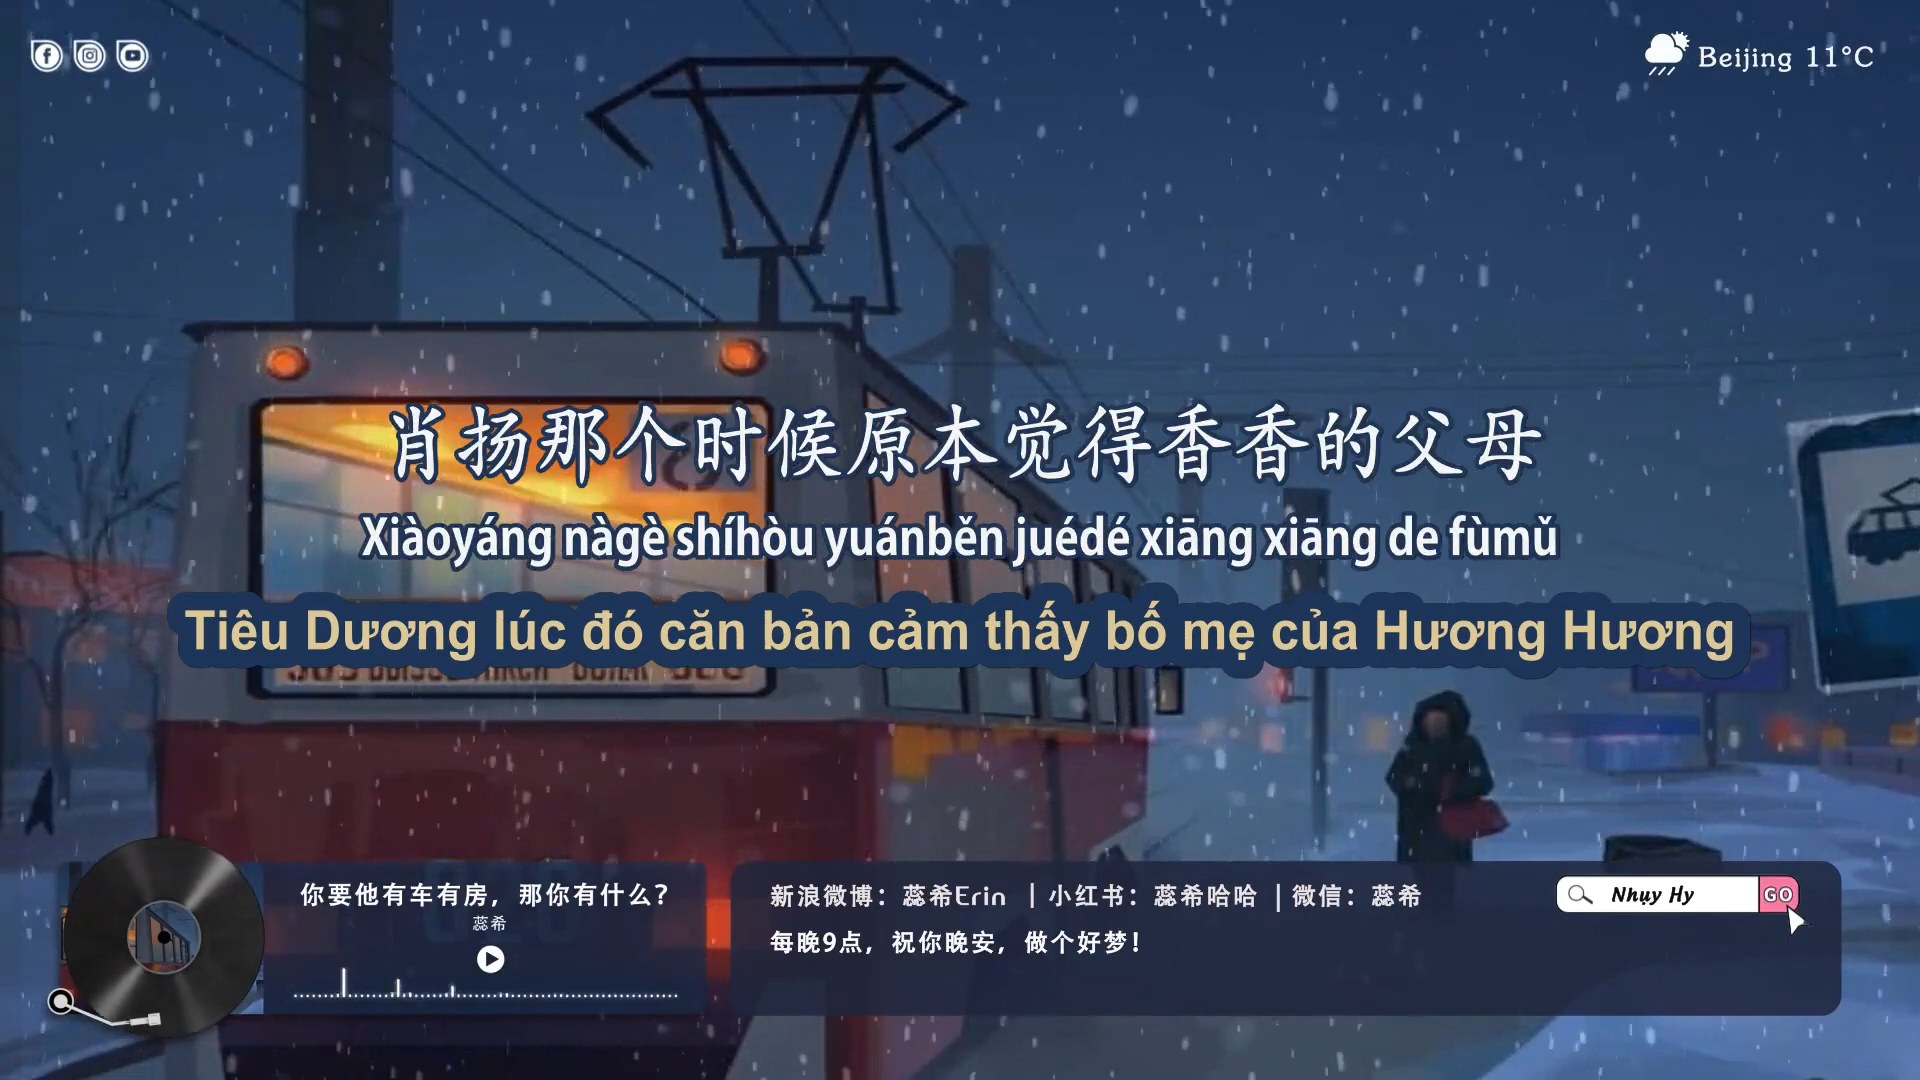 Beijing 11°C
肖扬那个时候原本觉得香香的父母
Xiàoyáng nàgè shíhòu yuánběn juédé xiāng xiāng de fùmǔ
Tiêu Dương lúc đó căn bản cảm thấy bố mẹ của Hương Hương
你要他有车有房，那你有什么？
蕊希
新浪微博：蕊希Erin ｜小红书：蕊希哈哈 ｜微信：蕊希
每晚9点，祝你晚安，做个好梦！
Nhụy Hy
GO